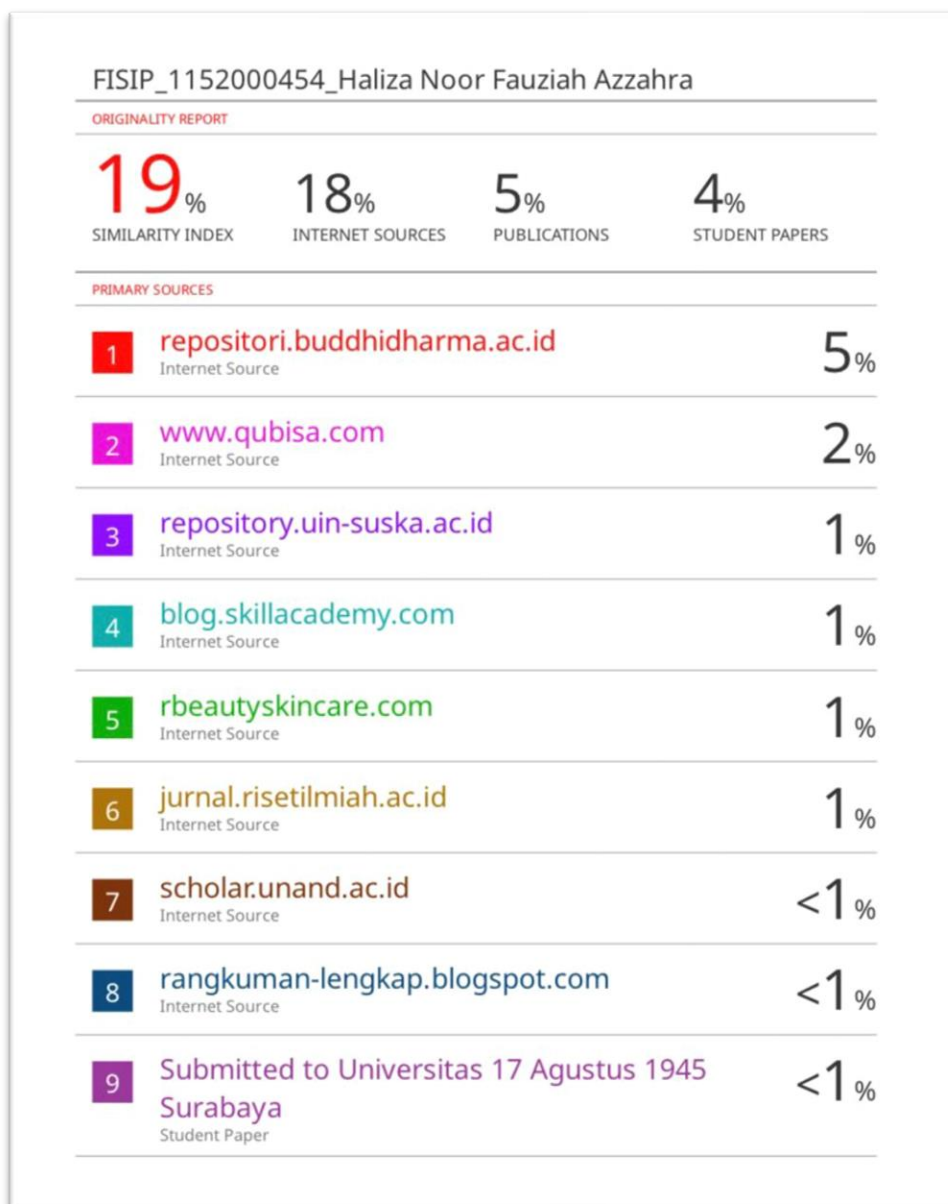 FISIP_1152000454_Haliza Noor Fauziah Azzahra
ORIGINALITY REPORT
19%
18%
5%
4%
SIMILARITY INDEX
INTERNET SOURCES
PUBLICATIONS
STUDENT PAPERS
PRIMARY SOURCES
1 repositori.buddhidharma.ac.id 5%
Internet Source
2 www.qubisa.com 2%
Internet Source
3 repository.uin-suska.ac.id 1%
Internet Source
4 blog.skillacademy.com 1%
Internet Source
5 rbeautyskincare.com 1%
Internet Source
6 jurnal.risetilmiah.ac.id 1%
Internet Source
7 scholar.unand.ac.id <1%
Internet Source
8 rangkuman-lengkap.blogspot.com <1%
Internet Source
9 Submitted to Universitas 17 Agustus 1945 <1%
Surabaya
Student Paper